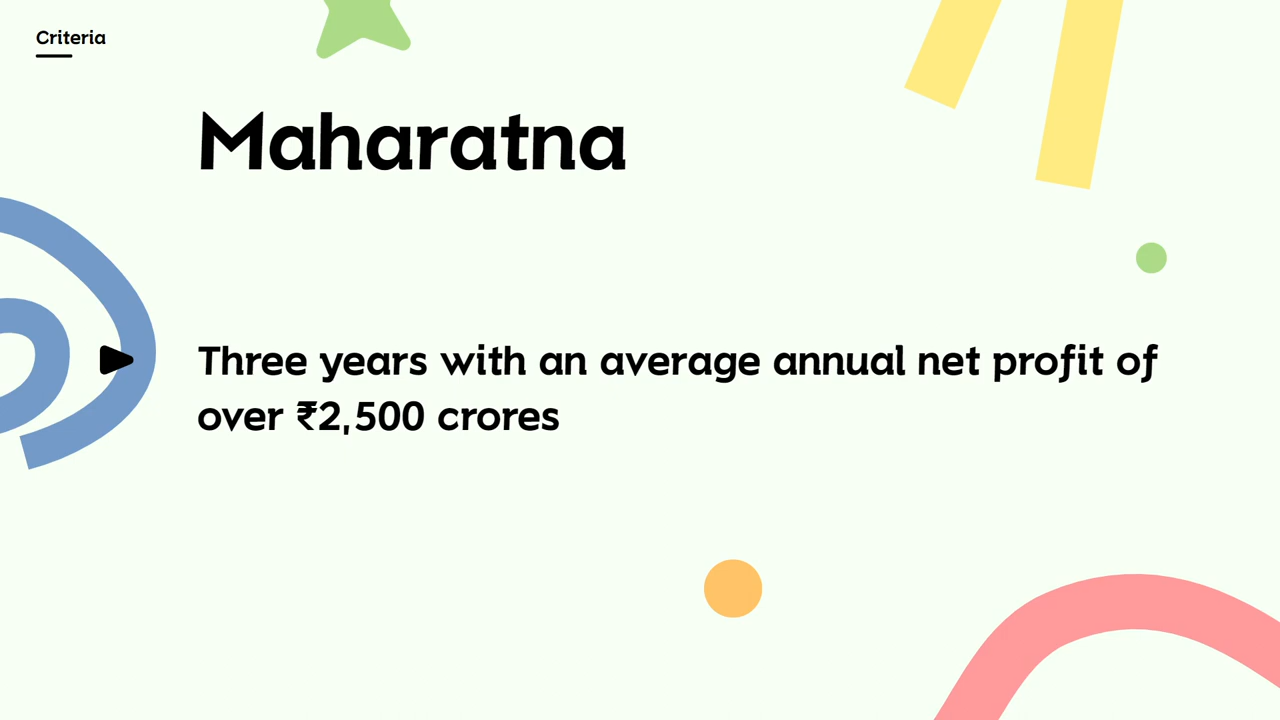 Criteria
Maharatna
Three years with an average annual net profit of
over ₹2,500 crores